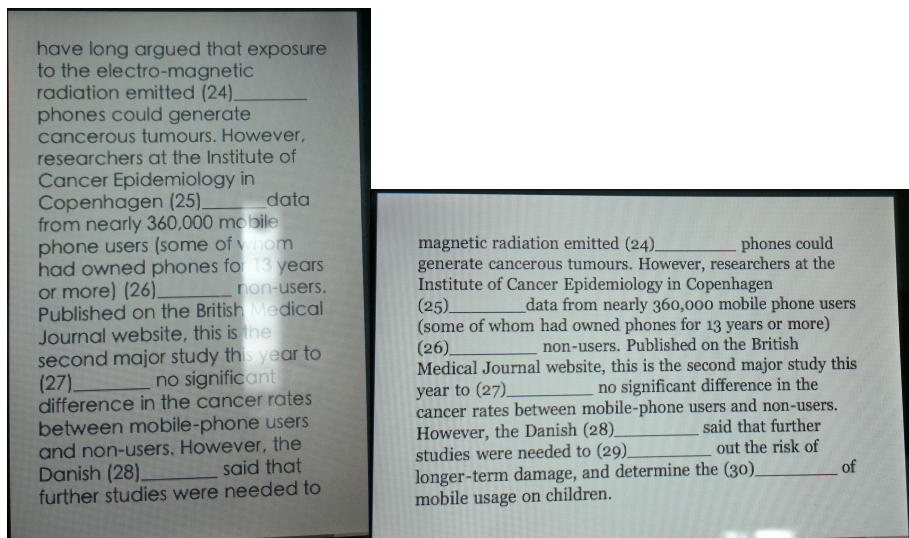 have long argued that exposure
to the electro-magnetic
radiation emitted (24)________
phones could generate
cancerous tumours. However,
researchers at the Institute of
Cancer Epidemiology in
Copenhagen (25)_______data
from nearly 360,000 mobile
phone users (some of whom
had owned phones for 13 years
or more) (26)________ non-users.
Published on the British Medical
Journal website, this is the
second major study this year to
(27)________ no significant
difference in the cancer rates
between mobile-phone users
and non-users. However, the
Danish (28)________ said that
further studies were needed to
magnetic radiation emitted (24)_________ phones could
generate cancerous tumours. However, researchers at the
Institute of Cancer Epidemiology in Copenhagen
(25)_________data from nearly 360,000 mobile phone users
(some of whom had owned phones for 13 years or more)
(26)__________ non-users. Published on the British
Medical Journal website, this is the second major study this
year to (27)__________ no significant difference in the
cancer rates between mobile-phone users and non-users.
However, the Danish (28)__________ said that further
studies were needed to (29)__________ out the risk of
longer-term damage, and determine the (30)__________ of
mobile usage on children.